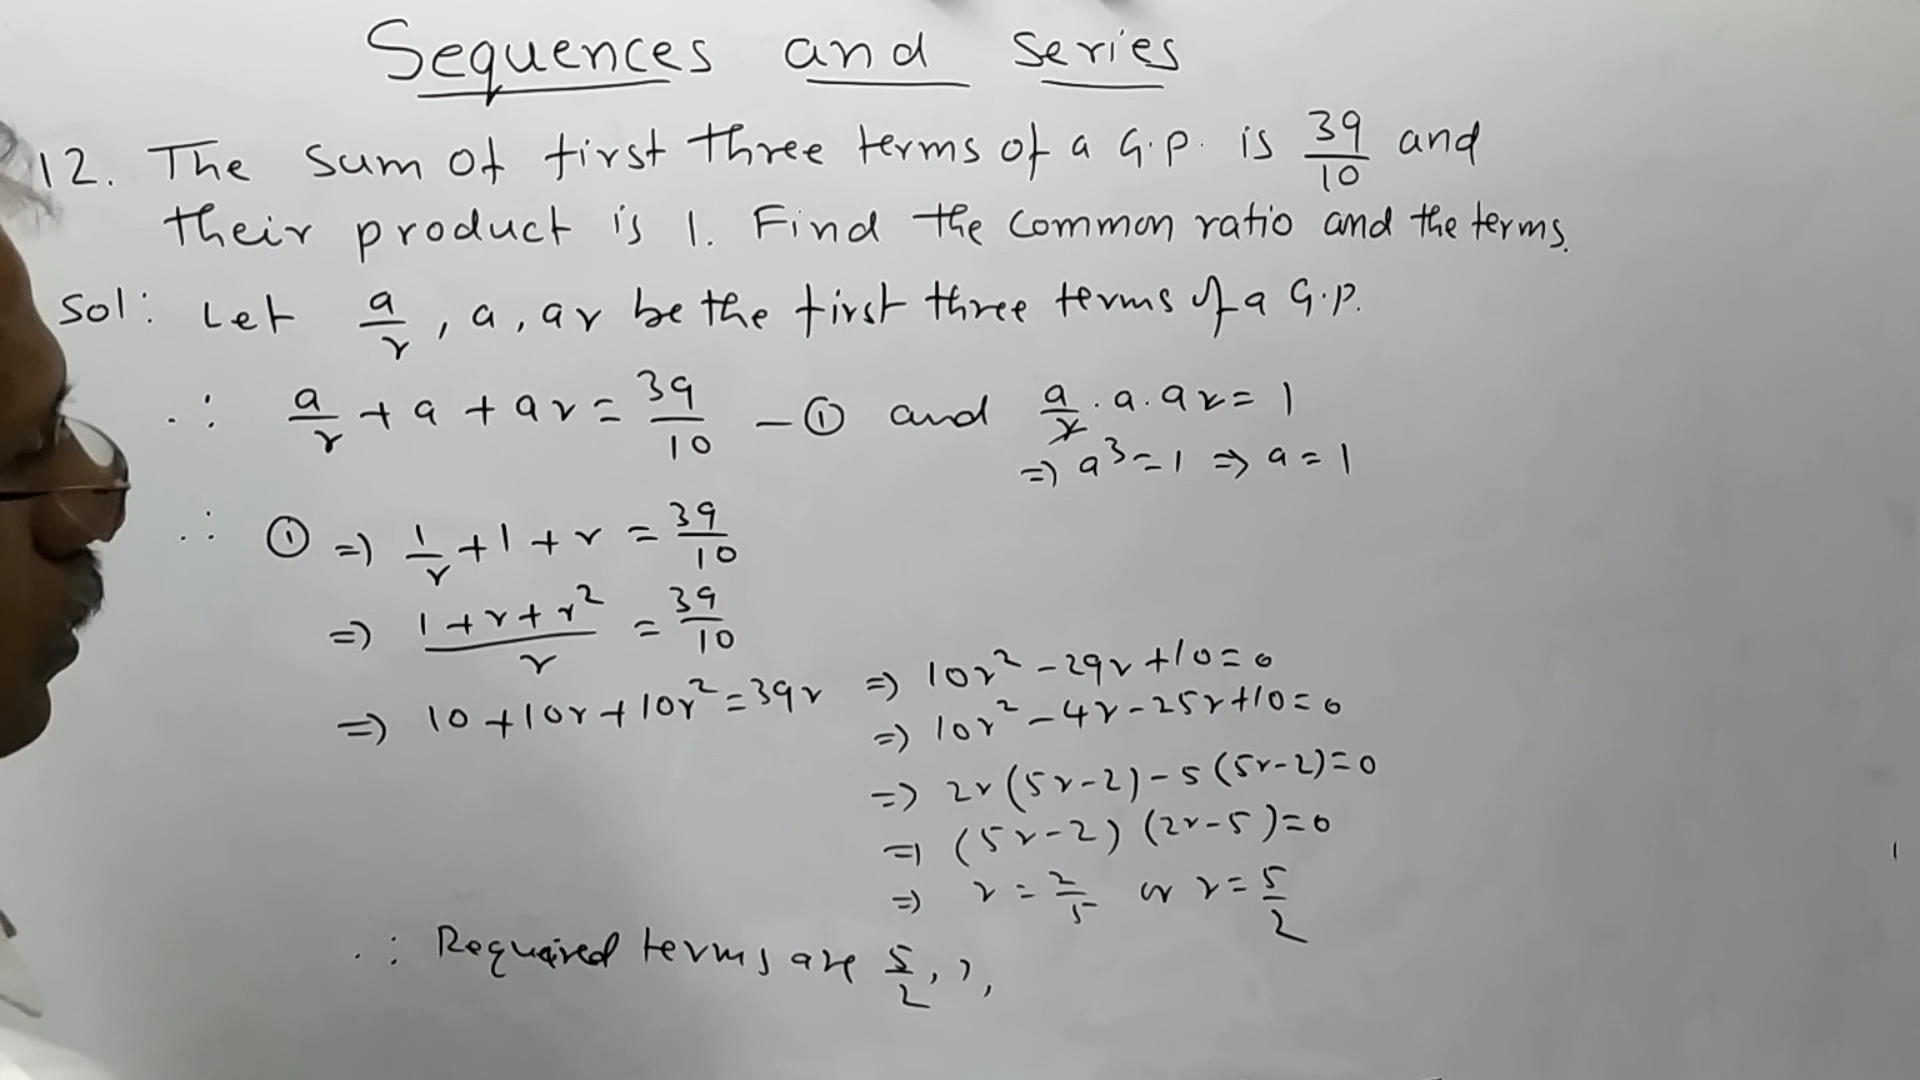 Sequences and series
12. The sum of first three terms of a G.P. is 39/10 and
their product is 1. Find the common ratio and the terms.
Sol: Let a/r, a, ar be the first three terms of a G.P.
∴ a/r + a + ar = 39/10 — ① and a/r . a . ar = 1
⇒ a³ = 1 ⇒ a = 1
∴ ① ⇒ 1/r + 1 + r = 39/10
⇒ (1 + r + r²)/r = 39/10
⇒ 10 + 10r + 10r² = 39r ⇒ 10r² - 29r + 10 = 0
⇒ 10r² - 4r - 25r + 10 = 0
⇒ 2r(5r-2) - 5(5r-2) = 0
⇒ (5r-2)(2r-5) = 0
⇒ r = 2/5 or r = 5/2
∴ Required terms are 5/2, 1,